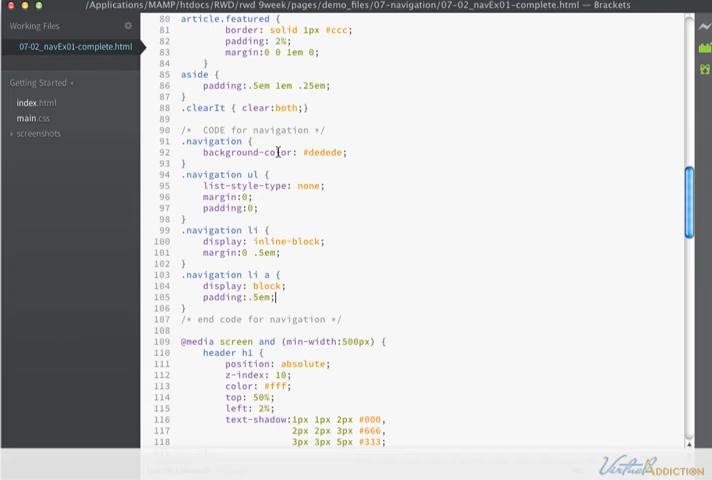 /Applications/MAMP/htdocs/RWD/rwd 9week/pages/demo_files/07-navigation/07-02_navEx01-complete.html — Brackets
Working Files
07-02_navEx01-complete.html
Getting Started
index.html
main.css
screenshots
80 article.featured {
81 border: solid 1px #ccc;
82 padding: 2%;
83 margin:0 0 1em 0;
84 }
85 aside {
86 padding:.5em 1em .25em;
87 }
88 .clearIt { clear:both;}
89
90 /* CODE for navigation */
91 .navigation {
92 background-color: #dedede;
93 }
94 .navigation ul {
95 list-style-type: none;
96 margin:0;
97 padding:0;
98 }
99 .navigation li {
100 display: inline-block;
101 margin:0 .5em;
102 }
103 .navigation li a {
104 display: block;
105 padding:.5em;
106 }
107 /* end code for navigation */
108
109 @media screen and (min-width:500px) {
110 header h1 {
111 position: absolute;
112 z-index: 10;
113 color: #fff;
114 top: 50%;
115 left: 2%;
116 text-shadow:1px 1px 2px #000,
117 2px 2px 3px #666,
118 3px 3px 5px #333;
Virtual ADDICTION